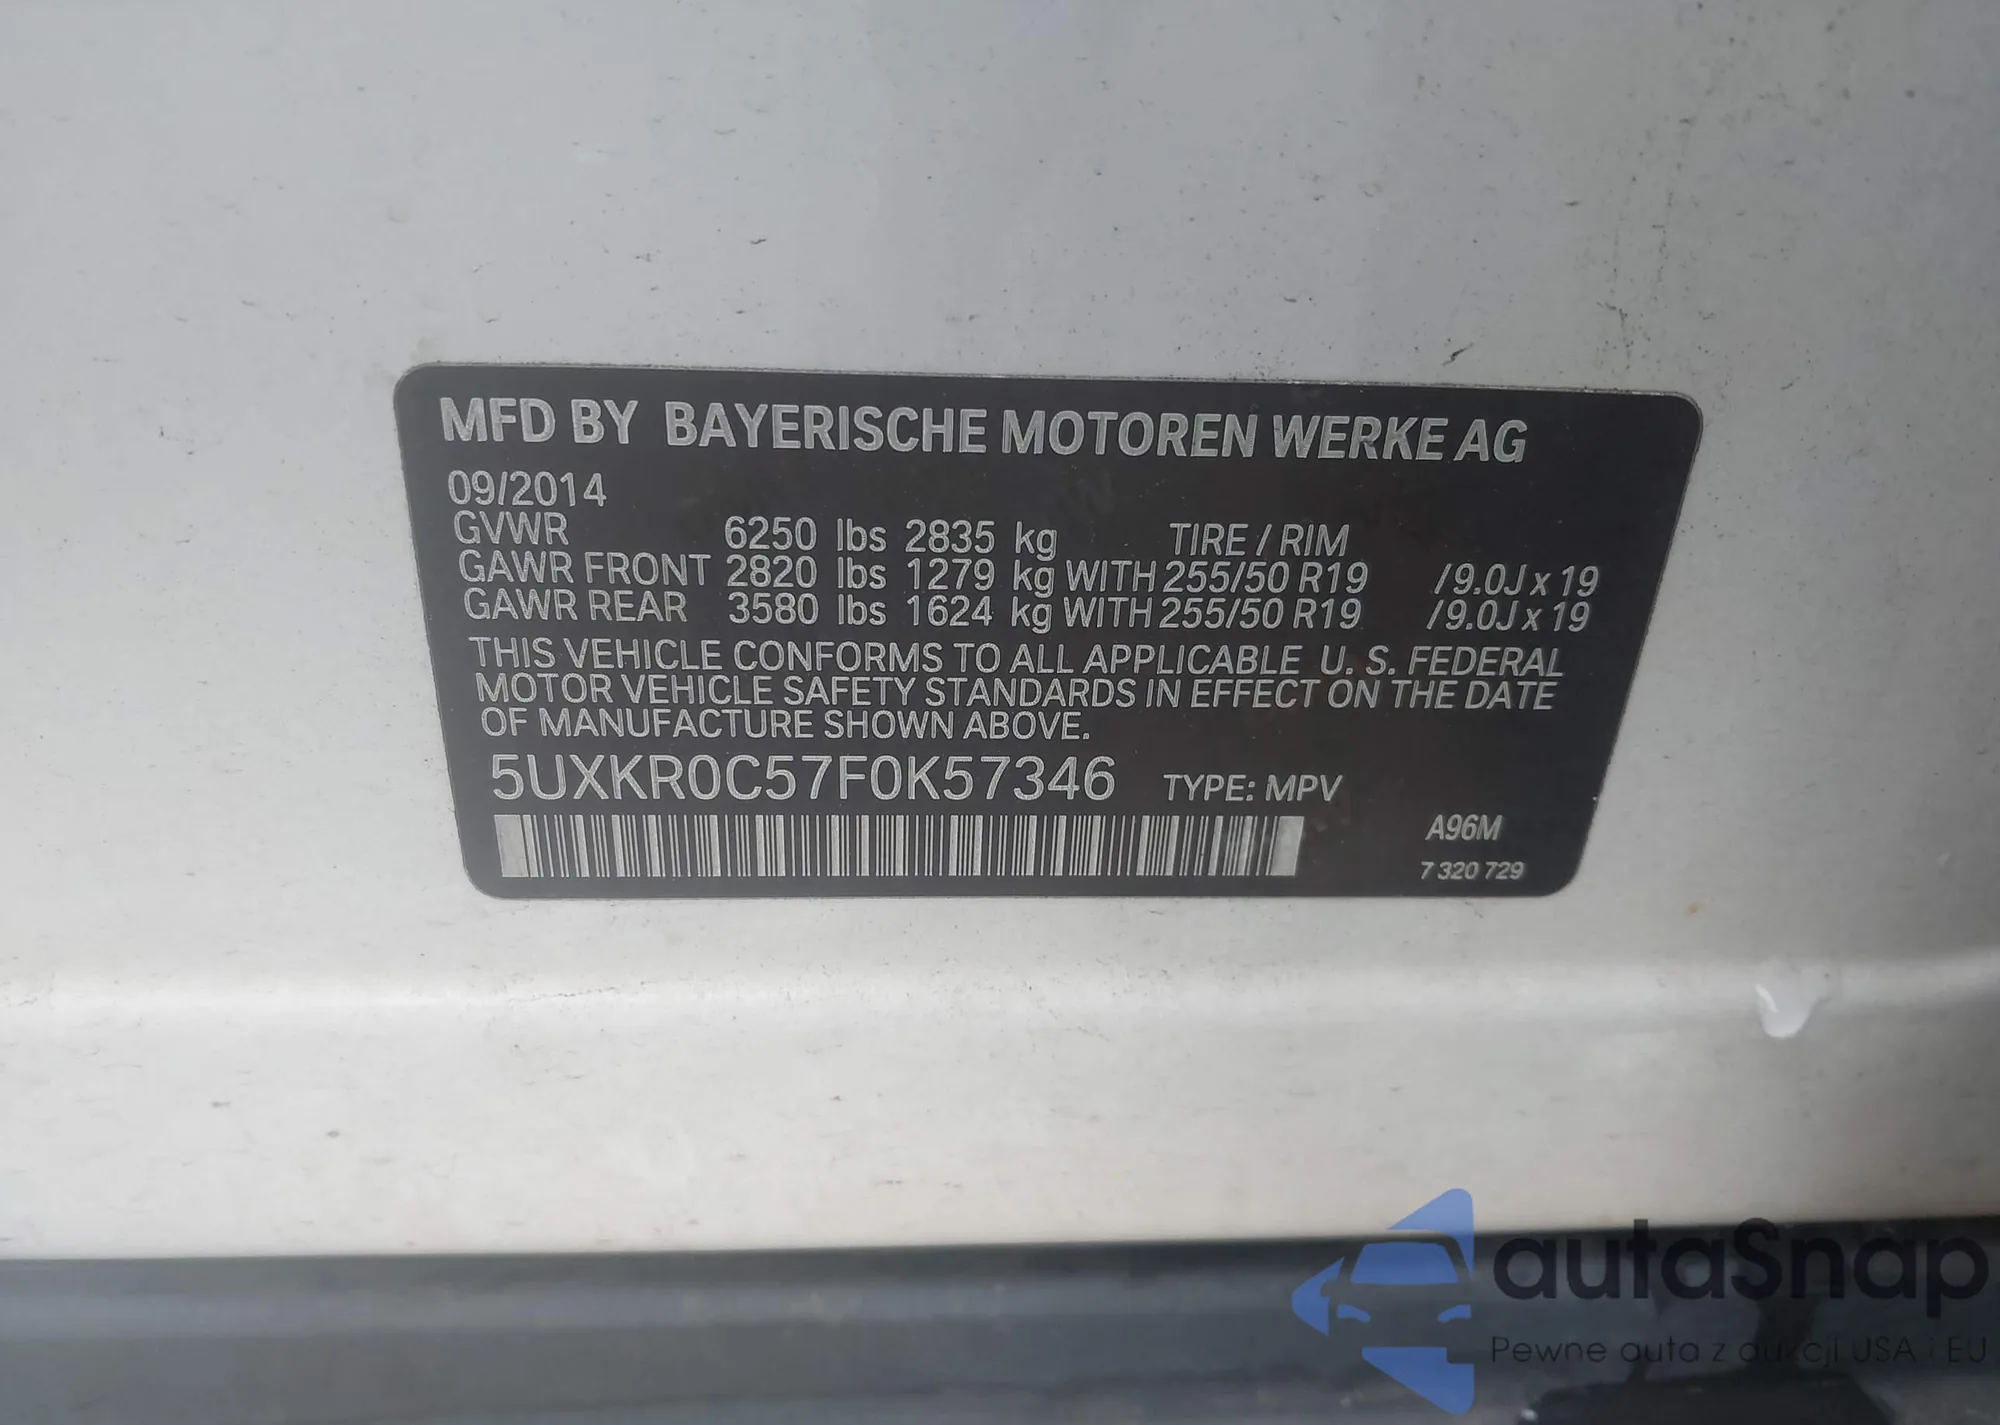 MFD BY BAYERISCHE MOTOREN WERKE AG
09/2014
GVWR 6250 lbs 2835 kg TIRE / RIM
GAWR FRONT 2820 lbs 1279 kg WITH 255/50 R19 /9.0J x 19
GAWR REAR 3580 lbs 1624 kg WITH 255/50 R19 /9.0J x 19
THIS VEHICLE CONFORMS TO ALL APPLICABLE U. S. FEDERAL
MOTOR VEHICLE SAFETY STANDARDS IN EFFECT ON THE DATE
OF MANUFACTURE SHOWN ABOVE.
5UXKR0C57F0K57346 TYPE: MPV
A96M
7 320 729
autaSnap
Pewne auta z aukcji USA i EU